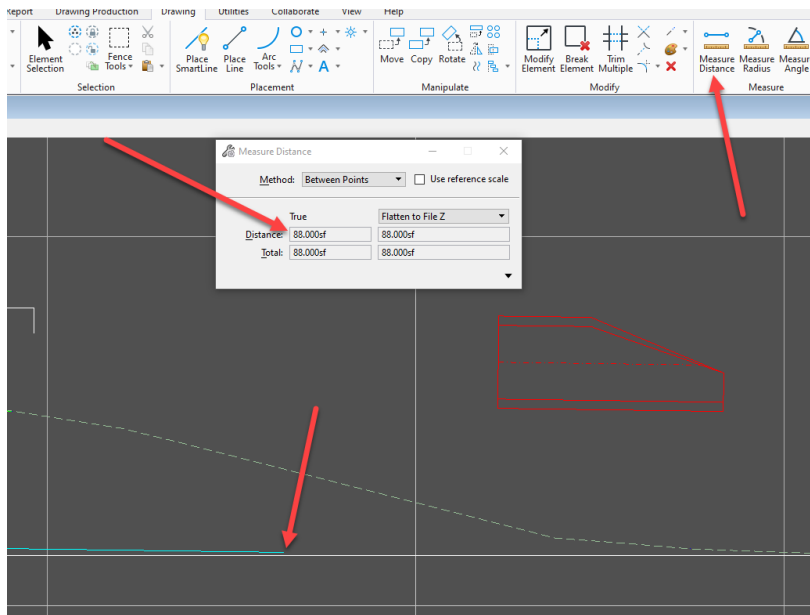 Report Drawing Production Drawing Utilities Collaborate View Help
Element
Selection
Fence
Tools
Selection
Place
SmartLine
Place
Line
Arc
Tools
A
Placement
Move Copy Rotate
Manipulate
Modify
Element
Break
Element
Trim
Multiple
Modify
Measure
Distance
Measure
Radius
Measur
Angle
Measure
Measure Distance
Method: Between Points Use reference scale
True Flatten to File Z
Distance: 88.000sf 88.000sf
Total: 88.000sf 88.000sf